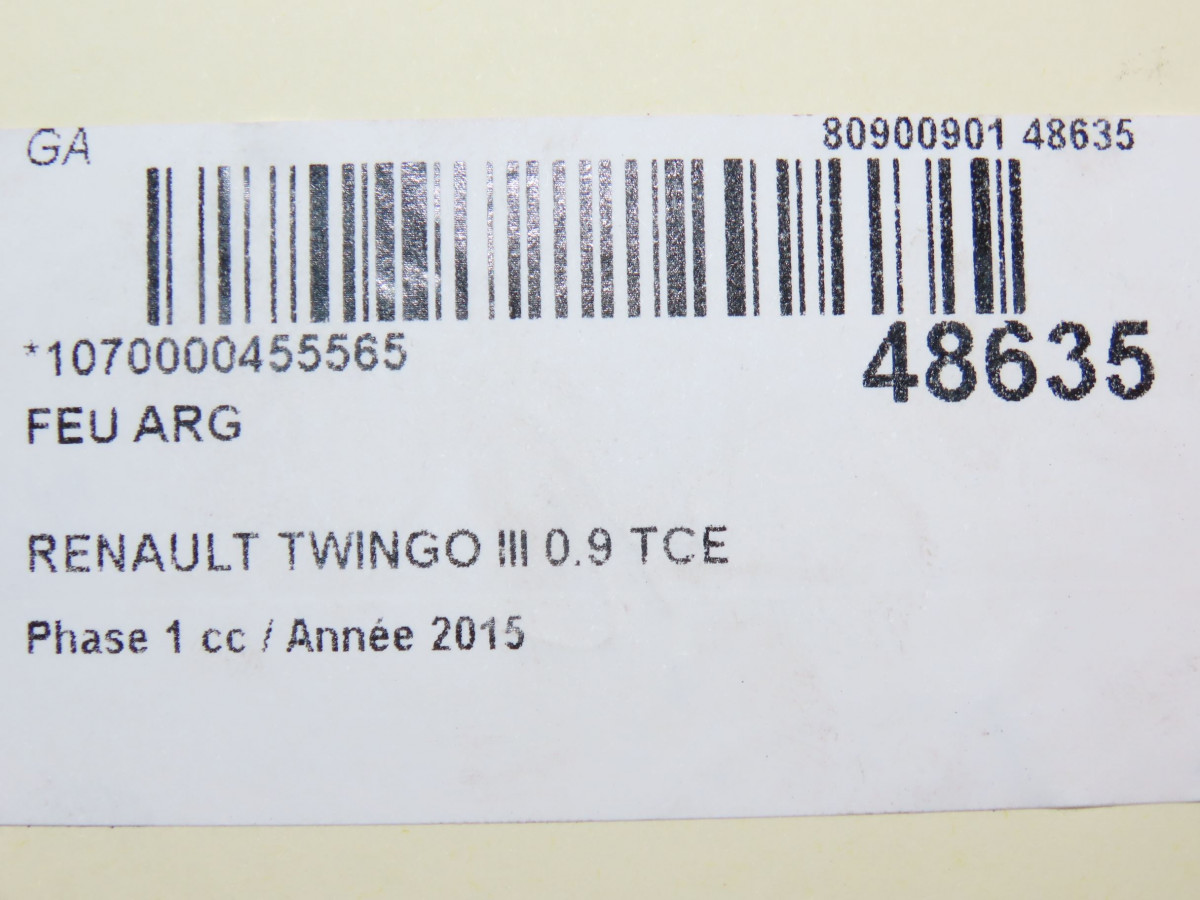 GA
80900901 48635
*1070000455565
48635
FEU ARG
RENAULT TWINGO III 0.9 TCE
Phase 1 cc / Année 2015